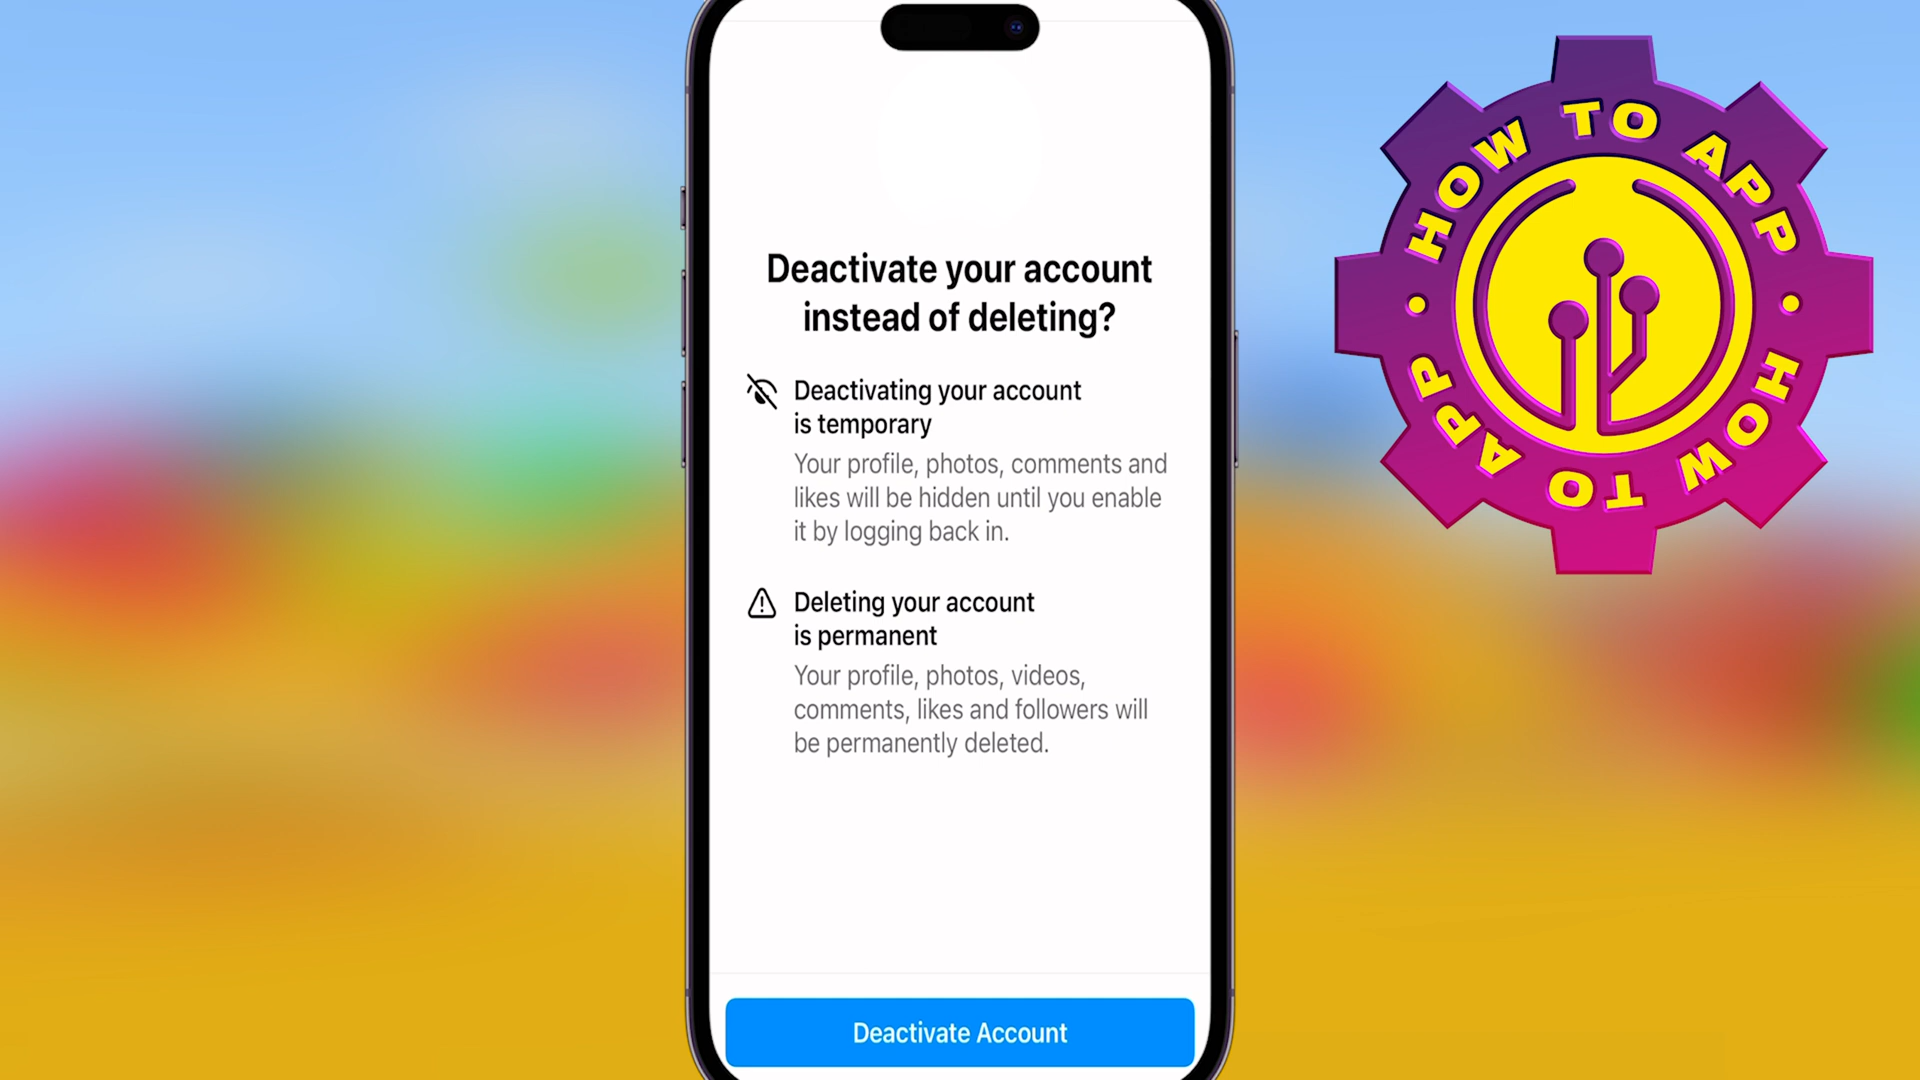 Deactivate your account
instead of deleting?
Deactivating your account
is temporary
Your profile, photos, comments and
likes will be hidden until you enable
it by logging back in.
Deleting your account
is permanent
Your profile, photos, videos,
comments, likes and followers will
be permanently deleted.
Deactivate Account
HOW TO APP
HOW TO APP